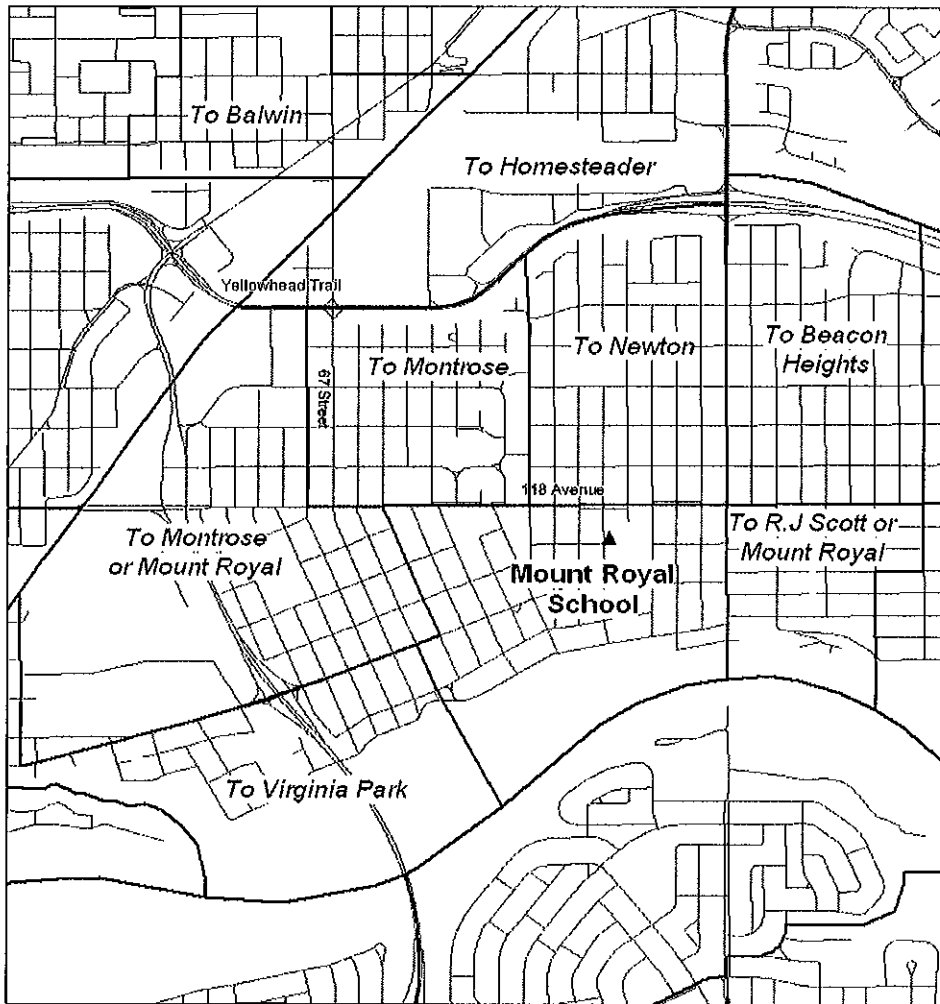 To Balwin
To Homesteader
Yellowhead Trail
To Montrose
To Newton
To Beacon
Heights
67 Street
118 Avenue
To Montrose
or Mount Royal
To R.J Scott or
Mount Royal
Mount Royal
School
To Virginia Park